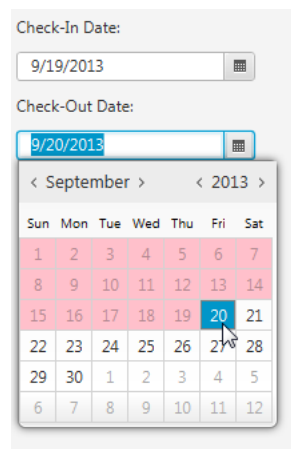 Check-In Date:
9/19/2013
Check-Out Date:
9/20/2013
< September > < 2013 >
Sun Mon Tue Wed Thu Fri Sat
1 2 3 4 5 6 7
8 9 10 11 12 13 14
15 16 17 18 19 20 21
22 23 24 25 26 27 28
29 30 1 2 3 4 5
6 7 8 9 10 11 12